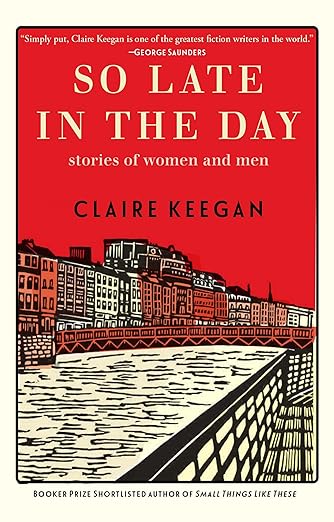 "Simply put, Claire Keegan is one of the greatest fiction writers in the world."
—GEORGE SAUNDERS
SO LATE
IN THE DAY
stories of women and men
CLAIRE KEEGAN
BOOKER PRIZE SHORTLISTED AUTHOR OF SMALL THINGS LIKE THESE